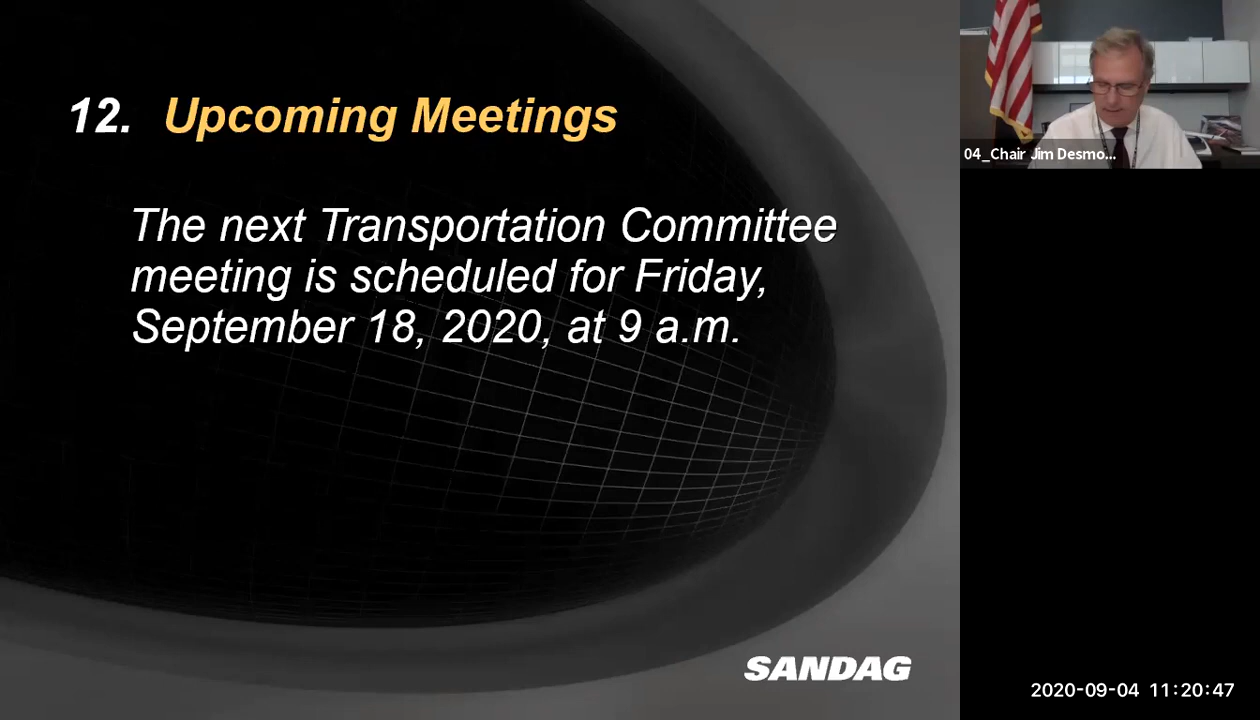 12. Upcoming Meetings
The next Transportation Committee
meeting is scheduled for Friday,
September 18, 2020, at 9 a.m.
SANDAG
04_Chair Jim Desmo...
2020-09-04 11:20:47